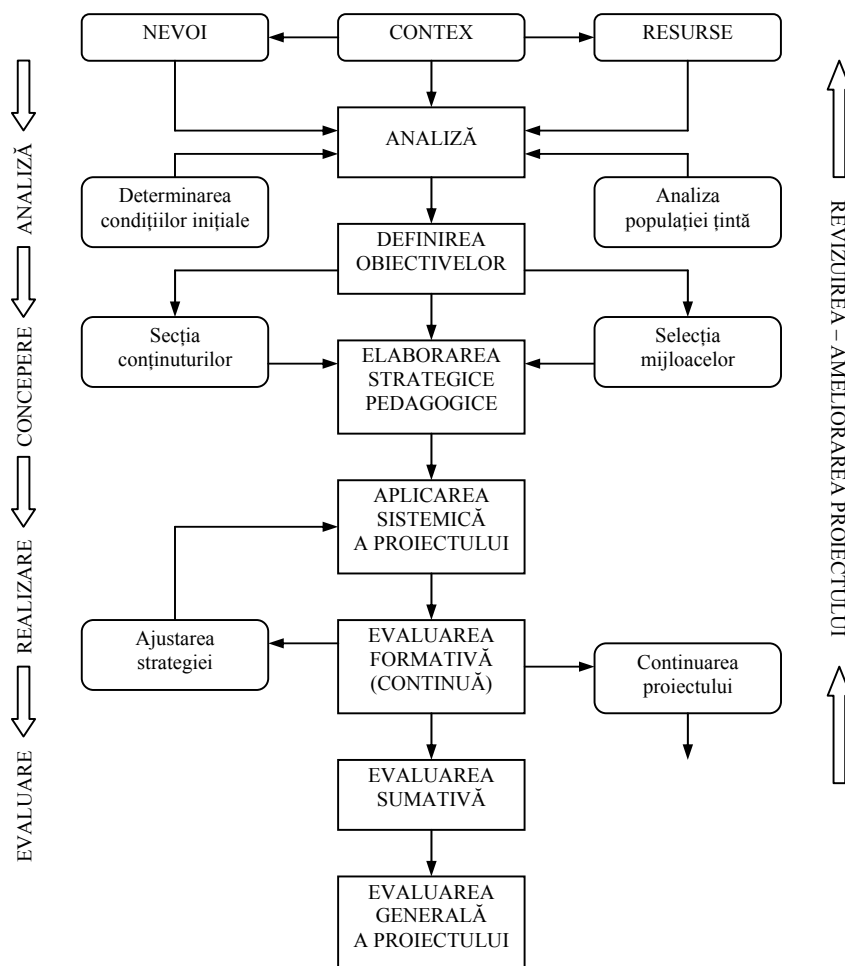 NEVOI
CONTEX
RESURSE
ANALIZĂ
Determinarea
condițiilor inițiale
Analiza
populației țintă
DEFINIREA
OBIECTIVELOR
Secția
conținuturilor
Selecția
mijloacelor
ELABORAREA
STRATEGICE
PEDAGOGICE
APLICAREA
SISTEMICĂ
A PROIECTULUI
Ajustarea
strategiei
EVALUAREA
FORMATIVĂ
(CONTINUĂ)
Continuarea
proiectului
EVALUAREA
SUMATIVĂ
EVALUAREA
GENERALĂ
A PROIECTULUI
ANALIZĂ
CONCEPERE
REALIZARE
EVALUARE
REVIZUIREA – AMELIORAREA PROIECTULUI